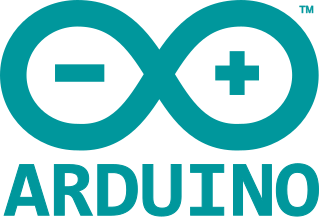 ™
- +
ARDUINO